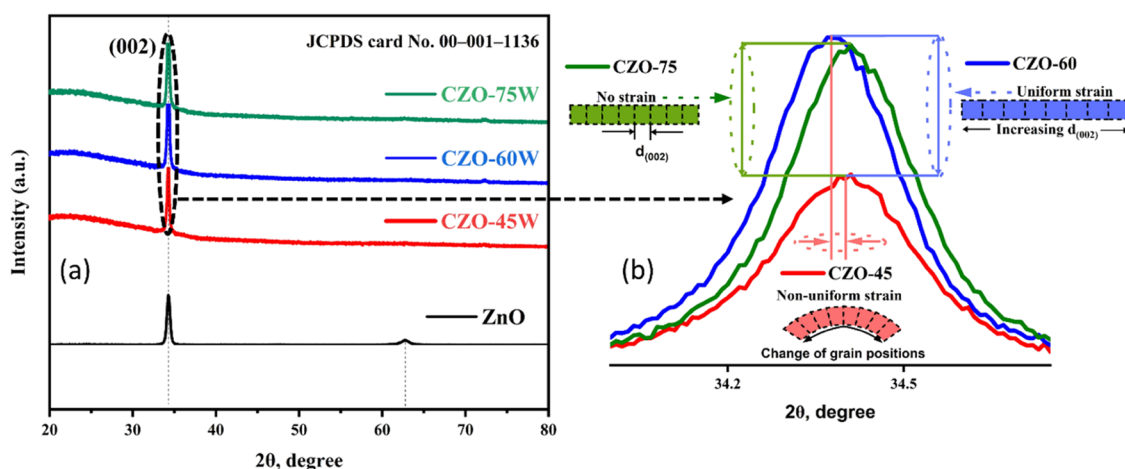 (002)
JCPDS card No. 00–001–1136
CZO-75W
CZO-60W
CZO-45W
(a)
ZnO
Intensity (a.u.)
20 30 40 50 60 70 80
2θ, degree
CZO-75
No strain
d(002)
CZO-60
Uniform strain
Increasing d(002)
(b)
CZO-45
Non-uniform strain
Change of grain positions
34.2 34.5
2θ, degree